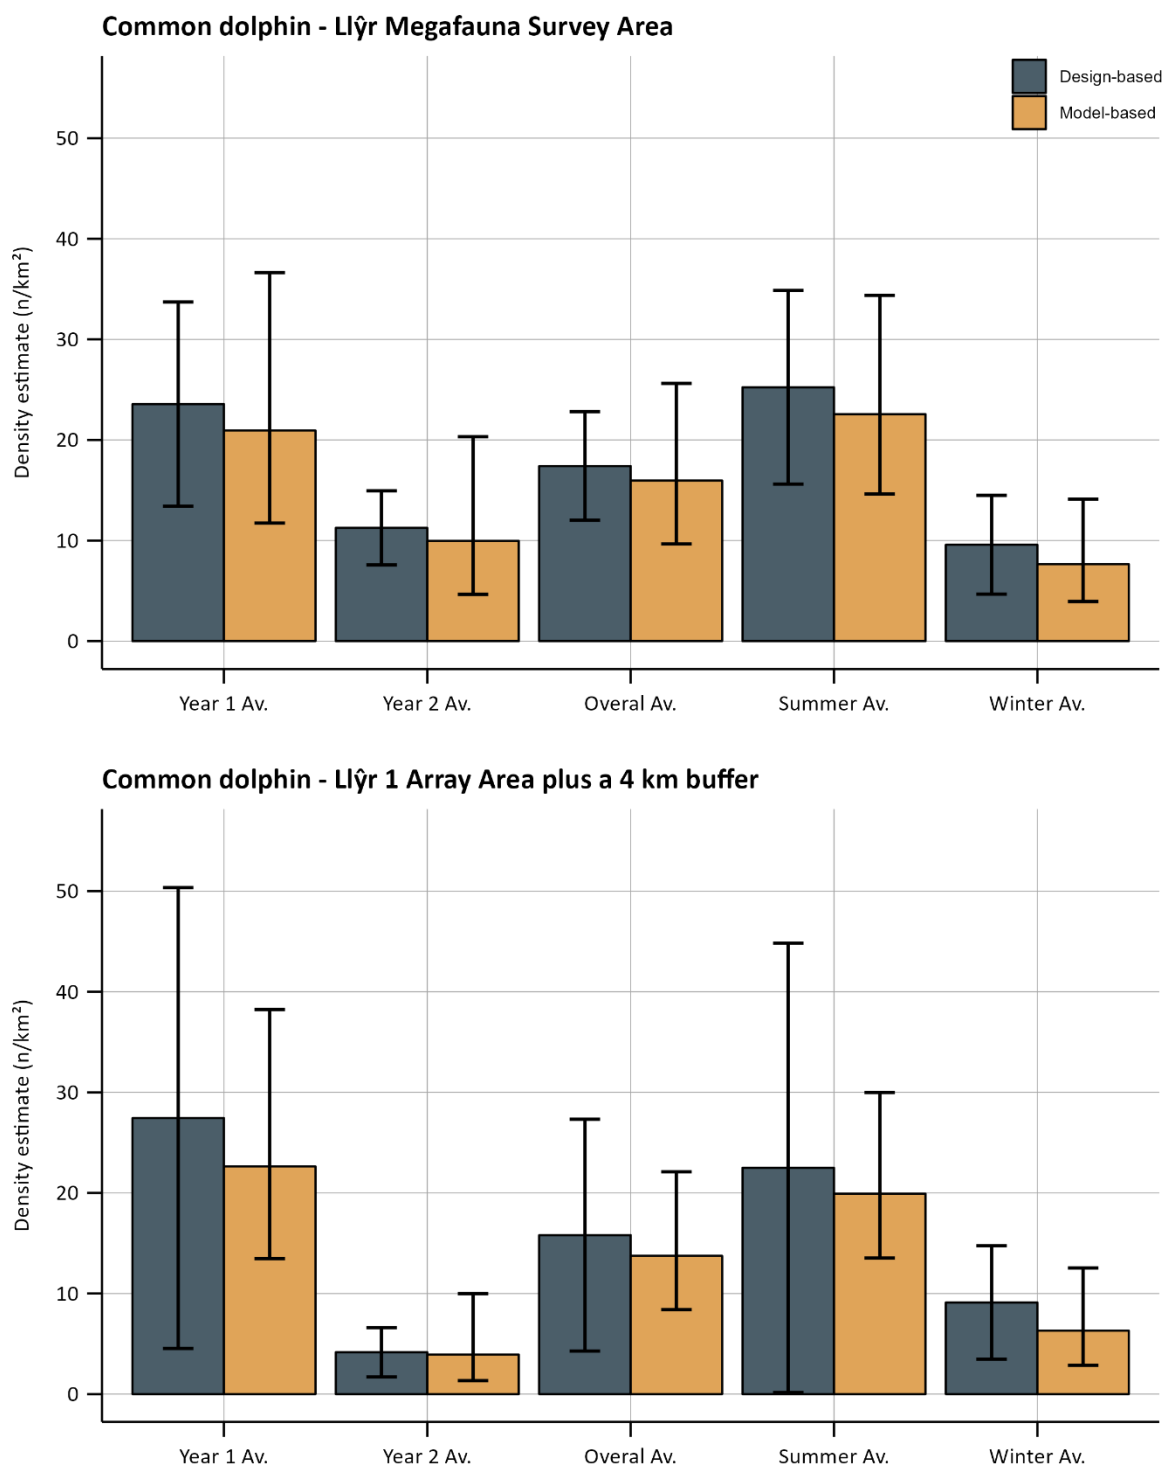 Common dolphin - Llŷr Megafauna Survey Area
Design-based
Model-based
Density estimate (n/km²)
50
40
30
20
10
0
Year 1 Av.
Year 2 Av.
Overal Av.
Summer Av.
Winter Av.
Common dolphin - Llŷr 1 Array Area plus a 4 km buffer
Density estimate (n/km²)
50
40
30
20
10
0
Year 1 Av.
Year 2 Av.
Overal Av.
Summer Av.
Winter Av.